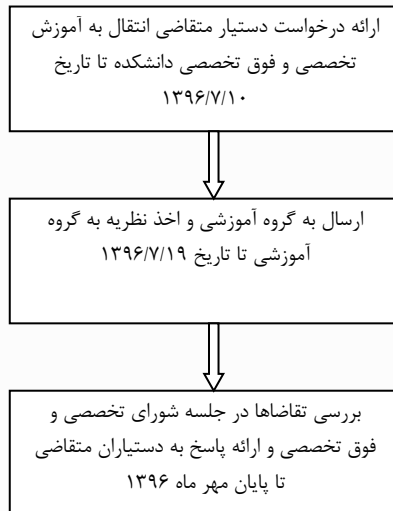 ارائه درخواست دستیار متقاضی انتقال به آموزش
تخصصی و فوق تخصصی دانشکده تا تاریخ
۱۳۹۶/۷/۱۰
ارسال به گروه آموزشی و اخذ نظریه به گروه
آموزشی تا تاریخ ۱۳۹۶/۷/۱۹
بررسی تقاضاها در جلسه شورای تخصصی و
فوق تخصصی و ارائه پاسخ به دستیاران متقاضی
تا پایان مهر ماه ۱۳۹۶